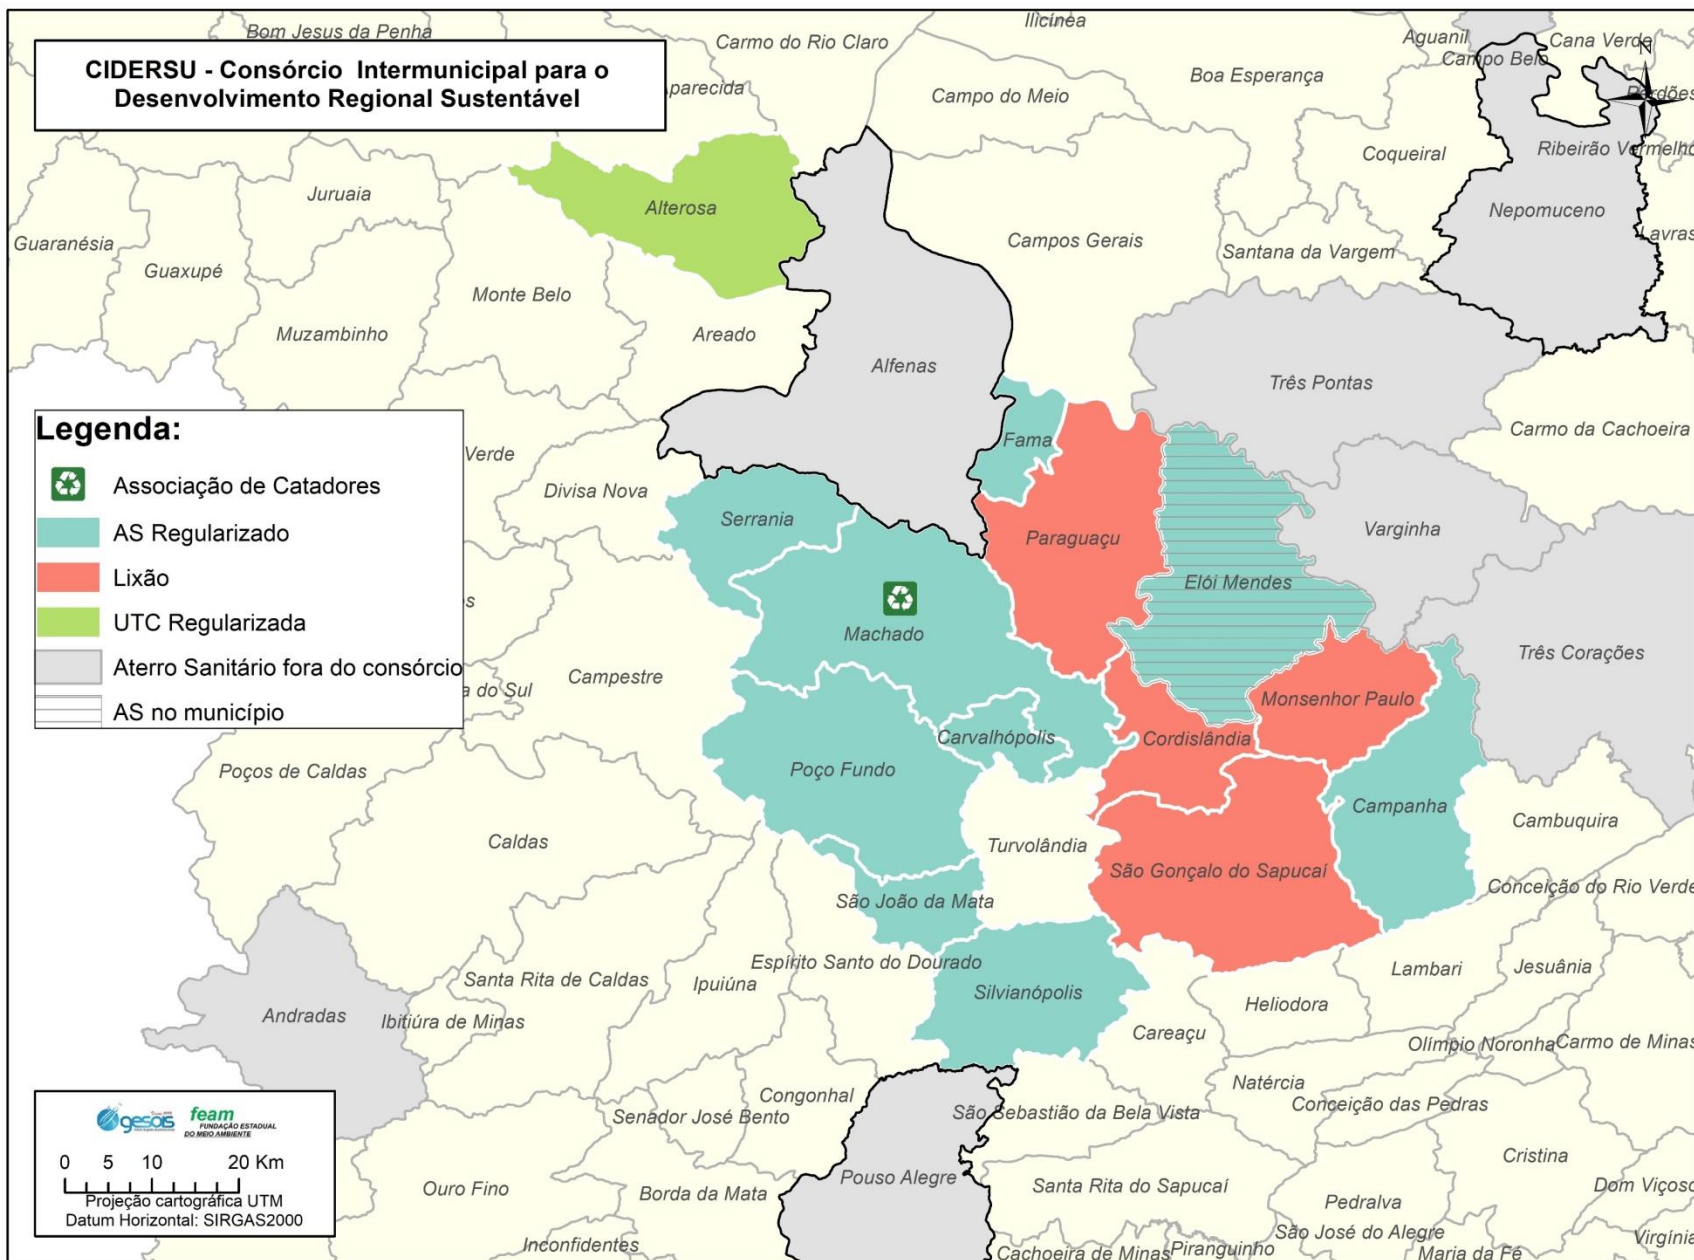 Bom Jesus da Penha
Ilicínea
Carmo do Rio Claro
Aguanil
Cana Verde
Campo Belo
CIDERSU - Consórcio Intermunicipal para o
Desenvolvimento Regional Sustentável
N
Boa Esperança
Campo do Meio
Perdões
Coqueiral
Ribeirão Vermelho
Juruaia
Alterosa
Nepomuceno
Guaranésia
Guaxupé
Campos Gerais
Santana da Vargem
Lavras
Monte Belo
Muzambinho
Areado
Alfenas
Três Pontas
Legenda:
Associação de Catadores
AS Regularizado
Lixão
UTC Regularizada
Aterro Sanitário fora do consórcio
AS no município
Verde
Fama
Carmo da Cachoeira
Divisa Nova
Serrania
Paraguaçu
Varginha
Elói Mendes
Machado
Três Corações
Campestre
do Sul
Monsenhor Paulo
Carvalhópolis
Cordislândia
Poços de Caldas
Poço Fundo
Campanha
Cambuquira
Caldas
Turvolândia
São Gonçalo do Sapucaí
Conceição do Rio Verde
São João da Mata
Espírito Santo do Dourado
Lambari
Jesuânia
Santa Rita de Caldas
Ipuiúna
Silvianópolis
Heliodora
Andradas
Ibitiúra de Minas
Careaçu
Olímpio Noronha
Carmo de Minas
Natércia
Congonhal
Senador José Bento
São Sebastião da Bela Vista
Conceição das Pedras
gesois
feam
FUNDAÇÃO ESTADUAL
DO MEIO AMBIENTE
0 5 10 20 Km
Projeção cartográfica UTM
Datum Horizontal: SIRGAS2000
Cristina
Pouso Alegre
Ouro Fino
Borda da Mata
Santa Rita do Sapucaí
Dom Viçoso
Pedralva
São José do Alegre
Virgínia
Inconfidentes
Cachoeira de Minas
Piranguinho
Maria da Fé